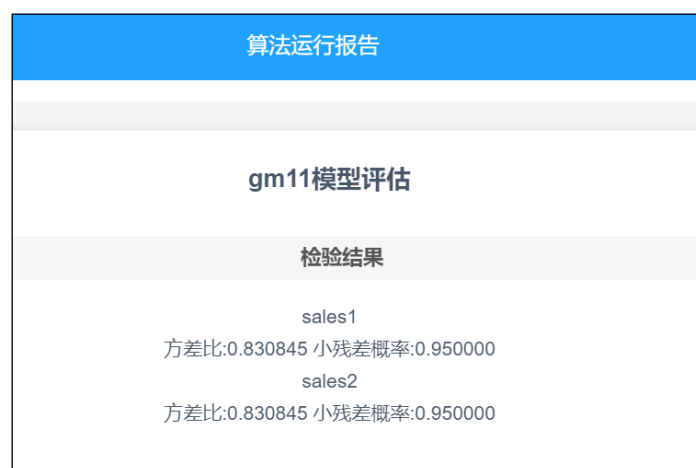 算法运行报告
gm11模型评估
检验结果
sales1
方差比:0.830845 小残差概率:0.950000
sales2
方差比:0.830845 小残差概率:0.950000